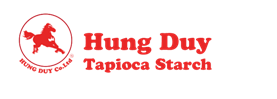 Hung Duy
Tapioca Starch
HUNG DUY Co.Ltd